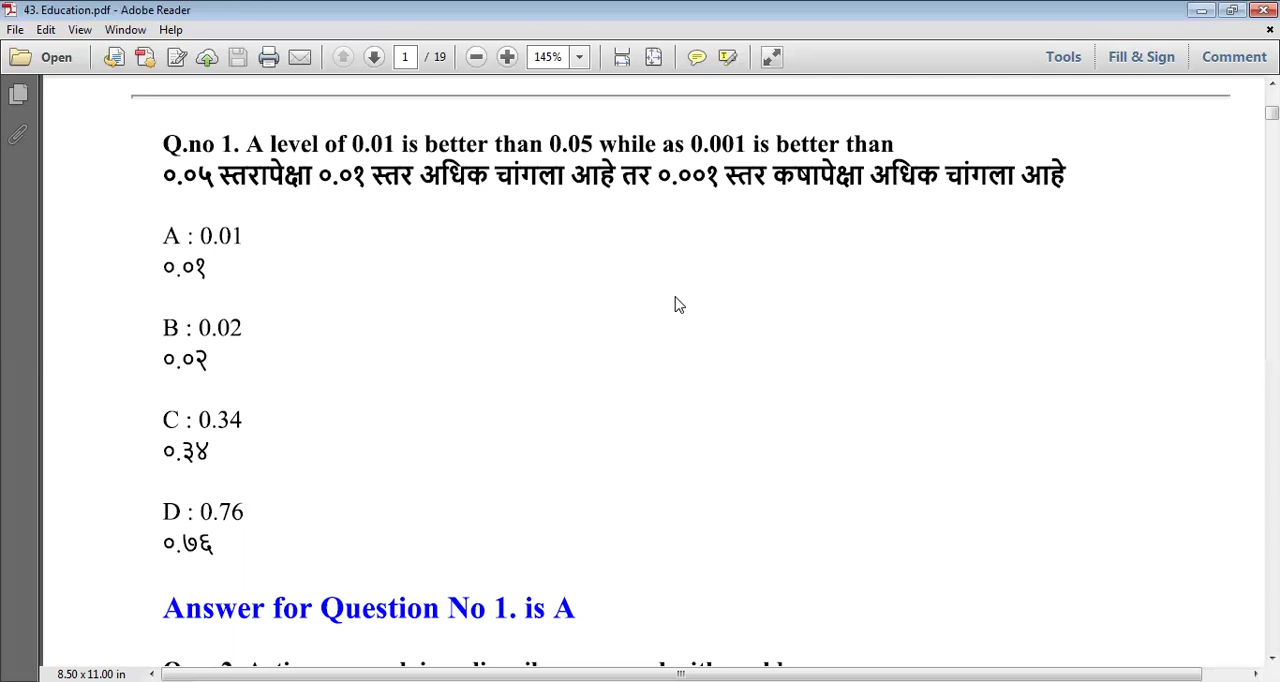 43. Education.pdf - Adobe Reader
File Edit View Window Help
Open 1 / 19 145% Tools Fill & Sign Comment
Q.no 1. A level of 0.01 is better than 0.05 while as 0.001 is better than
०.०५ स्तरापेक्षा ०.०१ स्तर अधिक चांगला आहे तर ०.००१ स्तर कषापेक्षा अधिक चांगला आहे
A : 0.01
०.०१
B : 0.02
०.०२
C : 0.34
०.३४
D : 0.76
०.७६
Answer for Question No 1. is A
8.50 x 11.00 in